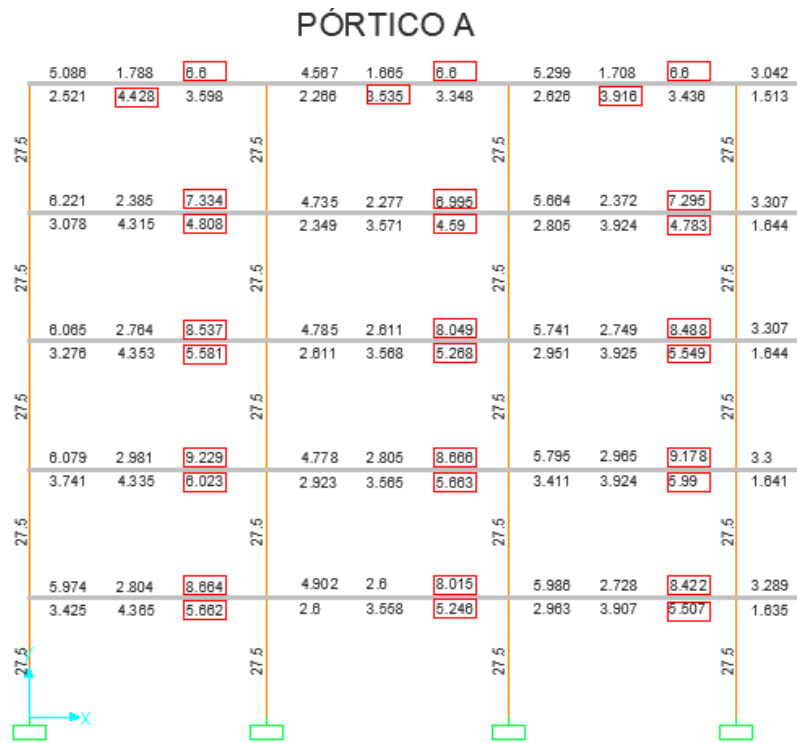 PÓRTICO A
5.086 1.788 6.6 4.567 1.665 6.6 5.299 1.708 6.6 3.042
2.521 4.428 3.598 2.266 3.535 3.348 2.626 3.916 3.436 1.513
27.5 27.5 27.5 27.5
6.221 2.385 7.334 4.735 2.277 6.995 5.664 2.372 7.295 3.307
3.078 4.315 4.808 2.349 3.571 4.59 2.805 3.924 4.783 1.644
27.5 27.5 27.5 27.5
6.065 2.764 8.537 4.785 2.611 8.049 5.741 2.749 8.488 3.307
3.276 4.353 5.581 2.611 3.568 5.268 2.951 3.925 5.549 1.644
27.5 27.5 27.5 27.5
6.079 2.981 9.229 4.778 2.805 8.666 5.795 2.965 9.178 3.3
3.741 4.335 6.023 2.923 3.565 5.663 3.411 3.924 5.99 1.641
27.5 27.5 27.5 27.5
5.974 2.804 8.664 4.902 2.6 8.015 5.986 2.728 8.422 3.289
3.425 4.365 5.662 2.6 3.558 5.246 2.963 3.907 5.507 1.635
27.5 27.5 27.5 27.5
Y
X